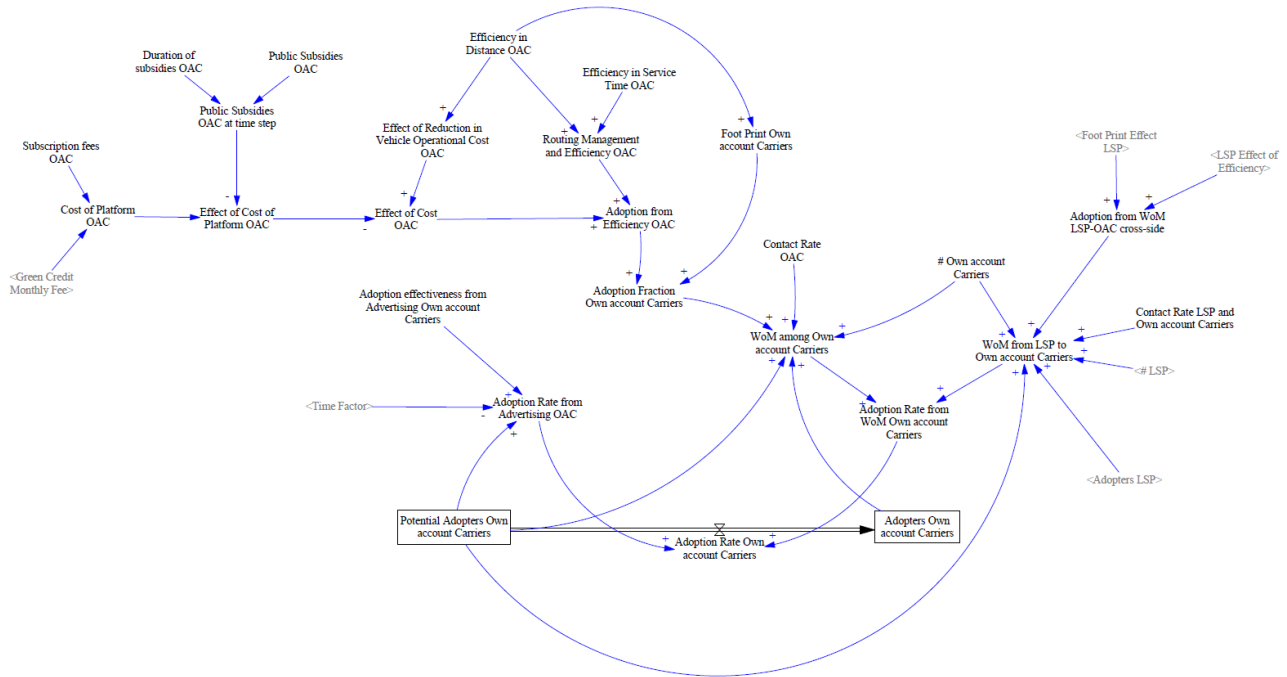 Efficiency in
Distance OAC
Duration of
subsidies OAC
Public Subsidies
OAC
Efficiency in Service
Time OAC
Public Subsidies
OAC at time step
Effect of Reduction in
Vehicle Operational Cost
OAC
Routing Management
and Efficiency OAC
Foot Print Own
account Carriers
Subscription fees
OAC
<Foot Print Effect
LSP>
<LSP Effect of
Efficiency>
Cost of Platform
OAC
Effect of Cost of
Platform OAC
Effect of Cost
OAC
Adoption from
Efficiency OAC
Adoption from WoM
LSP-OAC cross-side
<Green Credit
Monthly Fee>
Contact Rate
OAC
# Own account
Carriers
Adoption Fraction
Own account Carriers
Adoption effectiveness from
Advertising Own account
Carriers
Contact Rate LSP and
Own account Carriers
WoM among Own
account Carriers
WoM from LSP to
Own account Carriers
<# LSP>
<Time Factor>
Adoption Rate from
Advertising OAC
Adoption Rate from
WoM Own account
Carriers
<Adopters LSP>
Potential Adopters Own
account Carriers
Adopters Own
account Carriers
Adoption Rate Own
account Carriers